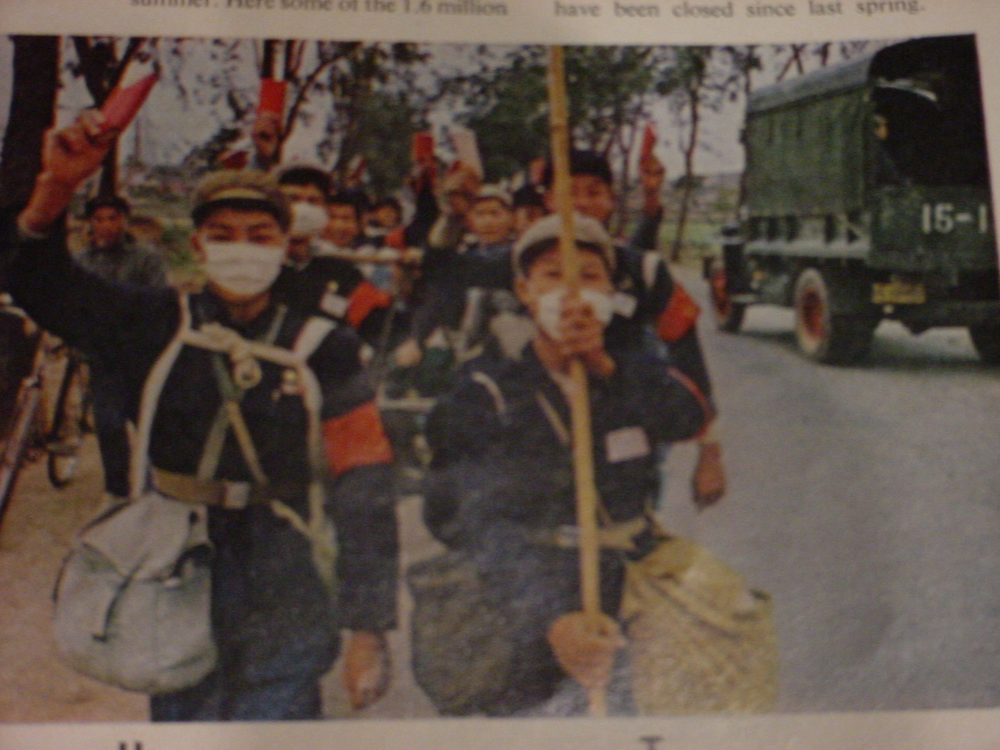 summer. Here some of the 1.6 million
have been closed since last spring.
15-1